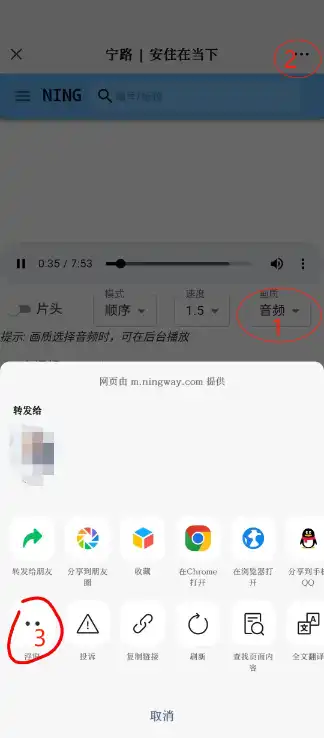 宁路 | 安住在当下
2
NING
0:35 / 7:53
片头
模式
顺序
速度
1.5
画质
音频
1
提示: 画质选择音频时，可在后台播放
网页由 m.ningway.com 提供
转发给
转发给朋友
分享到朋友
圈
收藏
在Chrome
打开
在浏览器打
开
分享到手机
QQ
3
浮窗
投诉
复制链接
刷新
查找页面内
容
全文翻译
取消